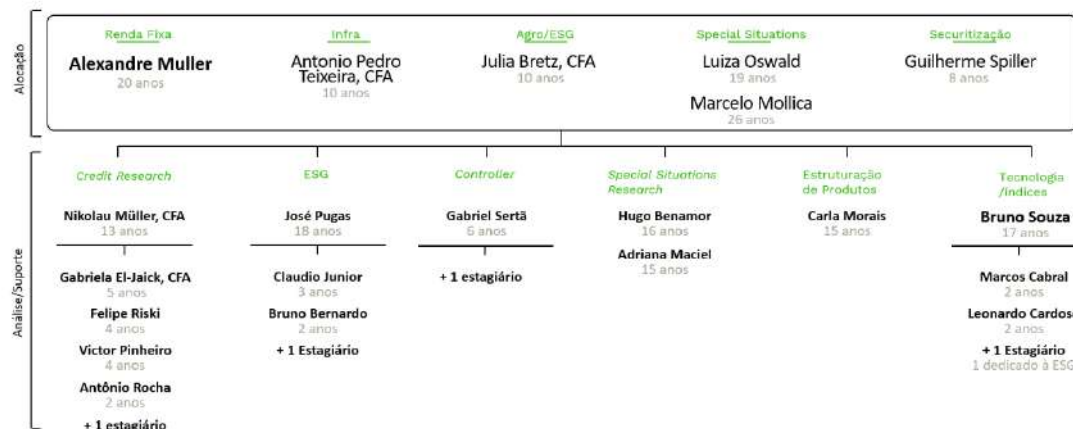 Alocação
Renda Fixa
Alexandre Muller
20 anos
Infra
Antonio Pedro
Teixeira, CFA
10 anos
Agro/ESG
Julia Bretz, CFA
10 anos
Special Situations
Luiza Oswald
19 anos
Marcelo Mollica
26 anos
Securitização
Guilherme Spiller
8 anos
Análise/Suporte
Credit Research
Nikolau Müller, CFA
13 anos
Gabriela El-Jaick, CFA
5 anos
Felipe Riski
4 anos
Victor Pinheiro
4 anos
Antônio Rocha
2 anos
+ 1 estagiário
ESG
José Pugas
18 anos
Claudio Junior
3 anos
Bruno Bernardo
2 anos
+ 1 Estagiário
Controller
Gabriel Sertã
6 anos
+ 1 estagiário
Special Situations
Research
Hugo Benamor
16 anos
Adriana Maciel
15 anos
Estruturação
de Produtos
Carla Morais
15 anos
Tecnologia
/índices
Bruno Souza
17 anos
Marcos Cabral
2 anos
Leonardo Cardoso
2 anos
+ 1 Estagiário
1 dedicado à ESG